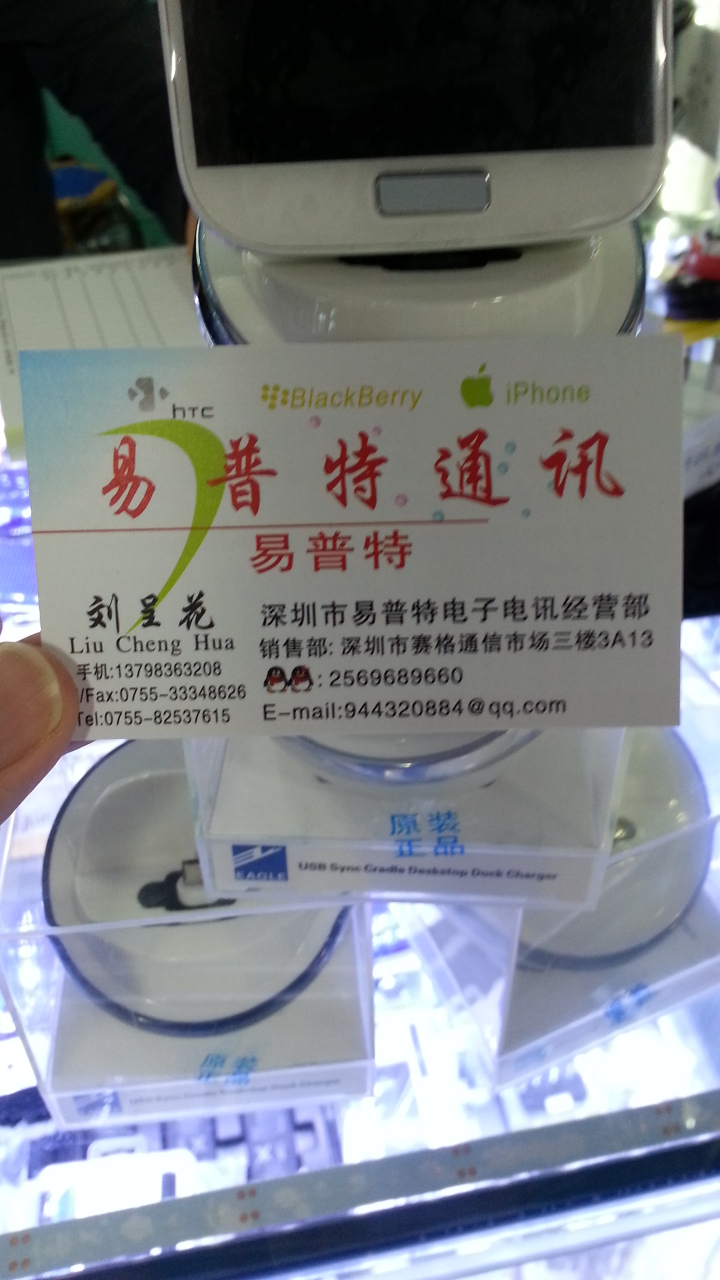 hTC
BlackBerry
iPhone
易普特通讯
易普特
刘呈花
Liu Cheng Hua
手机:13798363208
/Fax:0755-33348626
Tel:0755-82537615
深圳市易普特电子电讯经营部
销售部: 深圳市赛格通信市场三楼3A13
: 2569689660
E-mail:944320884@qq.com
原装
正品
EAGLE
USB Sync Cradle Deskstop Dock Charger
原装
正品